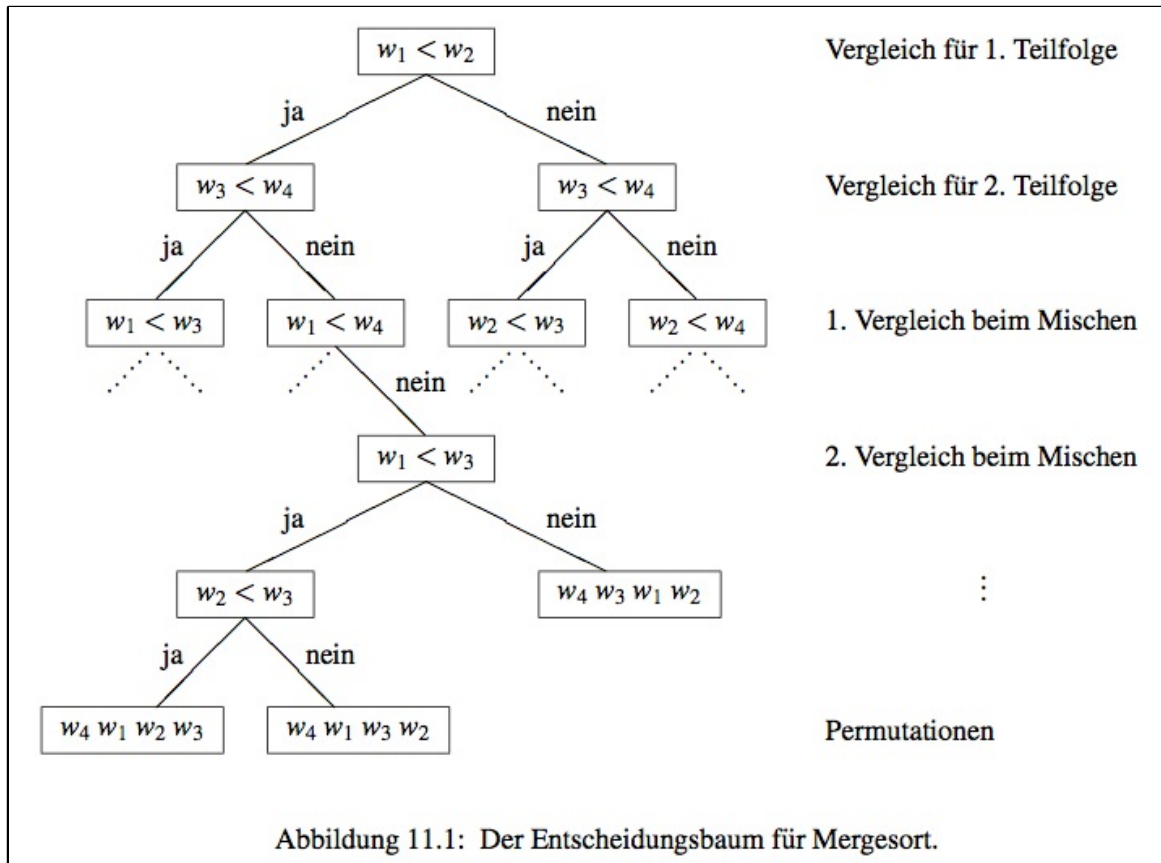 w₁ < w₂ Vergleich für 1. Teilfolge
ja nein
w₃ < w₄ w₃ < w₄ Vergleich für 2. Teilfolge
ja nein ja nein
w₁ < w₃ w₁ < w₄ w₂ < w₃ w₂ < w₄ 1. Vergleich beim Mischen
nein
w₁ < w₃ 2. Vergleich beim Mischen
ja nein
w₂ < w₃ w₄ w₃ w₁ w₂ ⋮
ja nein
w₄ w₁ w₂ w₃ w₄ w₁ w₃ w₂ Permutationen
Abbildung 11.1: Der Entscheidungsbaum für Mergesort.